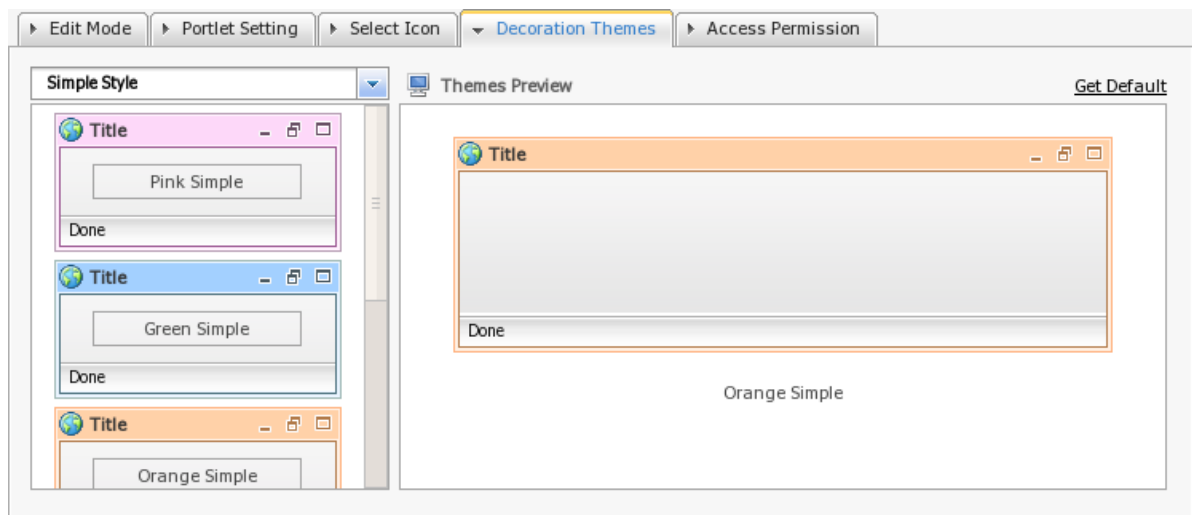 Edit Mode Portlet Setting Select Icon Decoration Themes Access Permission
Simple Style
Themes Preview
Get Default
Title
Pink Simple
Done
Title
Green Simple
Done
Title
Orange Simple
Title
Done
Orange Simple